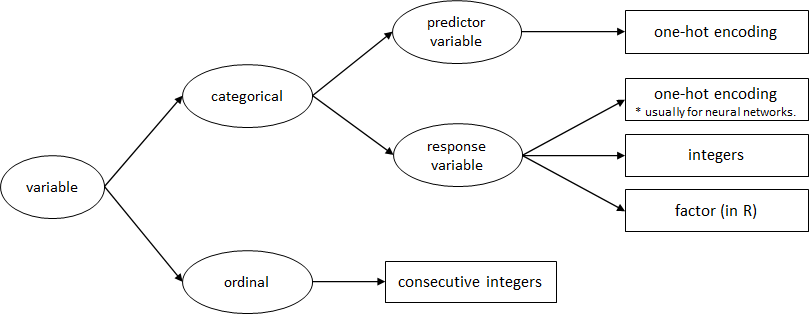 predictor
variable
one-hot encoding
categorical
one-hot encoding
* usually for neural networks.
response
variable
integers
variable
factor (in R)
ordinal
consecutive integers